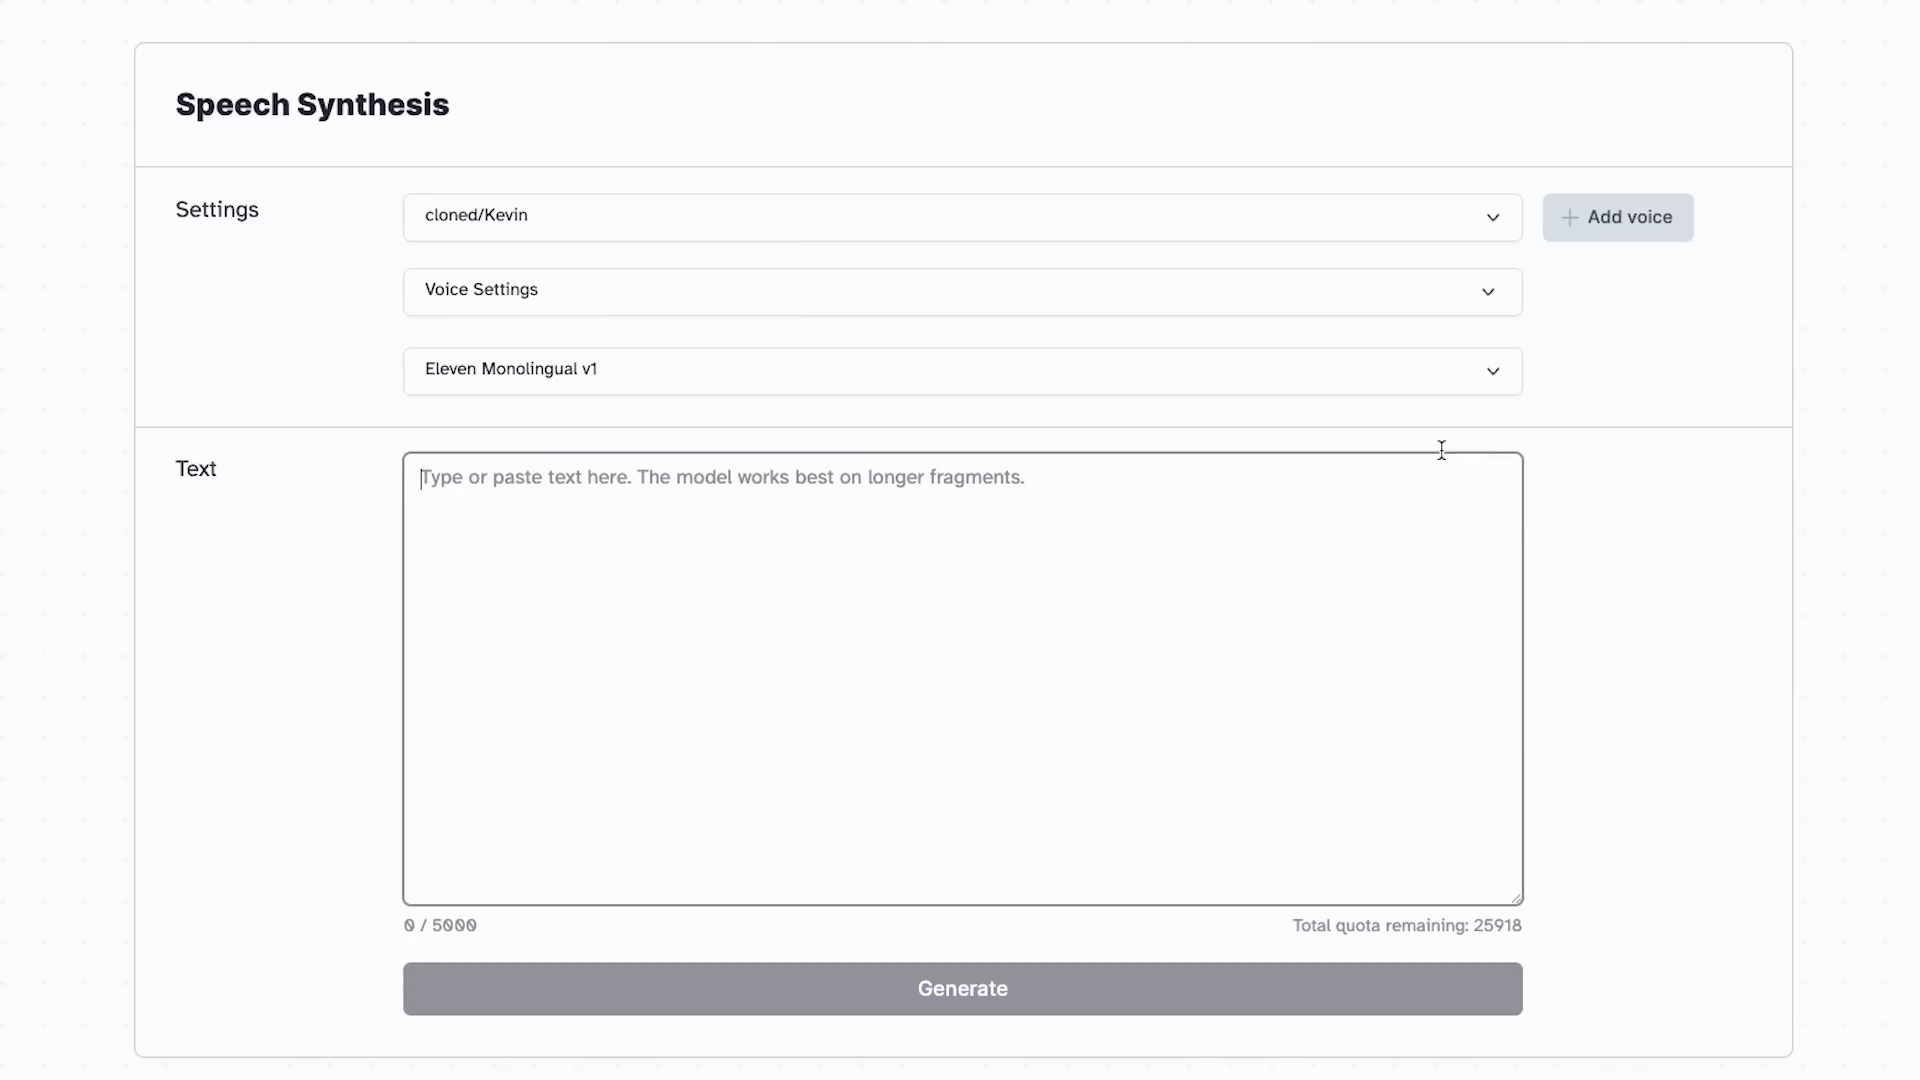 Speech Synthesis
Settings
cloned/Kevin
Add voice
Voice Settings
Eleven Monolingual v1
Text
Type or paste text here. The model works best on longer fragments.
0 / 5000
Total quota remaining: 25918
Generate